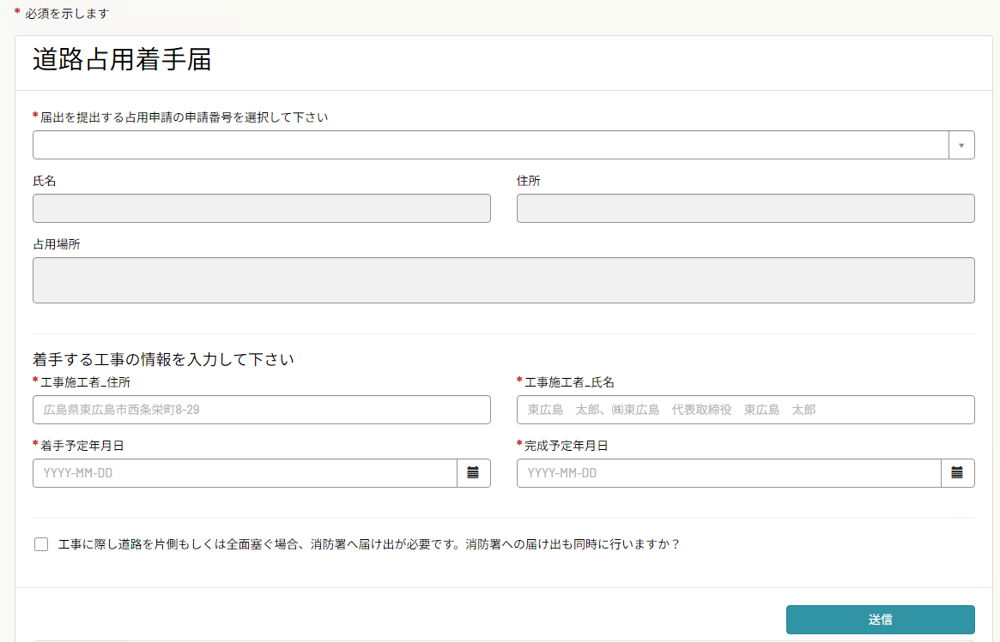 * 必須を示します
道路占用着手届
*届出を提出する占用申請の申請番号を選択して下さい
氏名
住所
占用場所
着手する工事の情報を入力して下さい
*工事施工者_住所
*工事施工者_氏名
広島県東広島市西条栄町8-29
東広島　太郎、㈱東広島　代表取締役　東広島　太郎
*着手予定年月日
*完成予定年月日
YYYY-MM-DD
YYYY-MM-DD
工事に際し道路を片側もしくは全面塞ぐ場合、消防署へ届け出が必要です。消防署への届け出も同時に行いますか？
送信